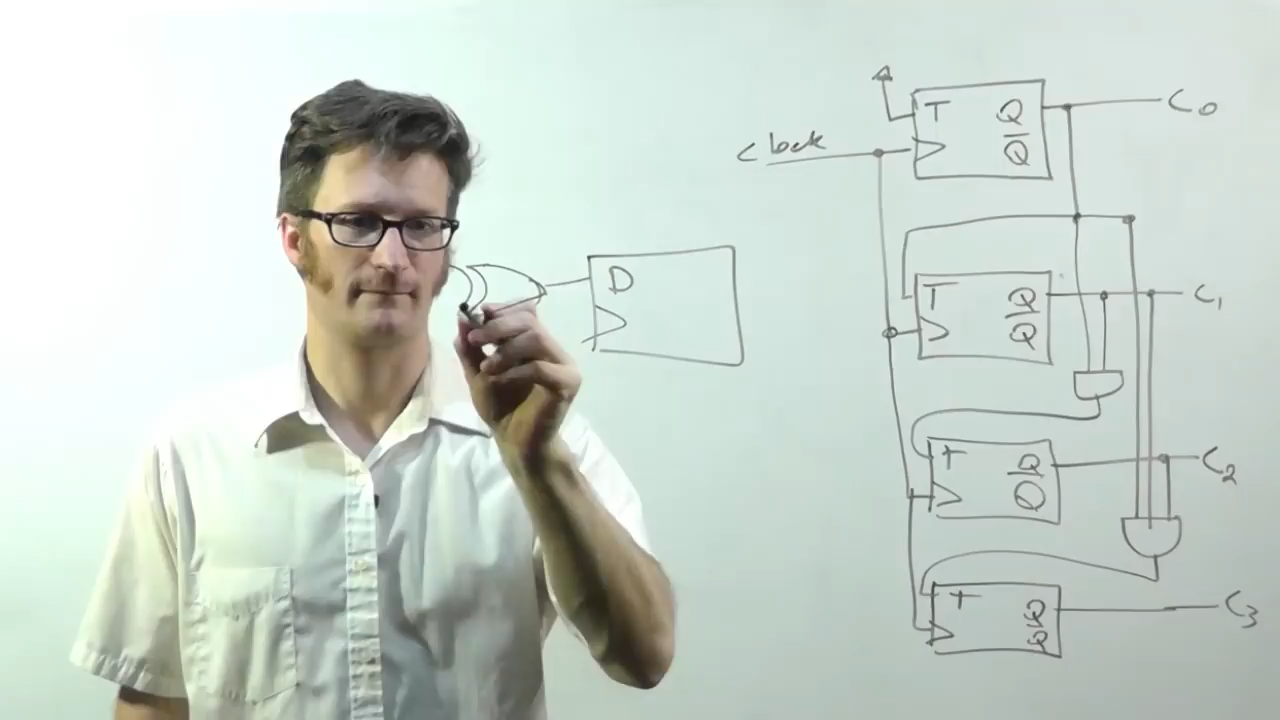 T Q C0
Q̅
Clock
D
T Q C1
Q̅
T Q C2
Q̅
T Q C3
Q̅